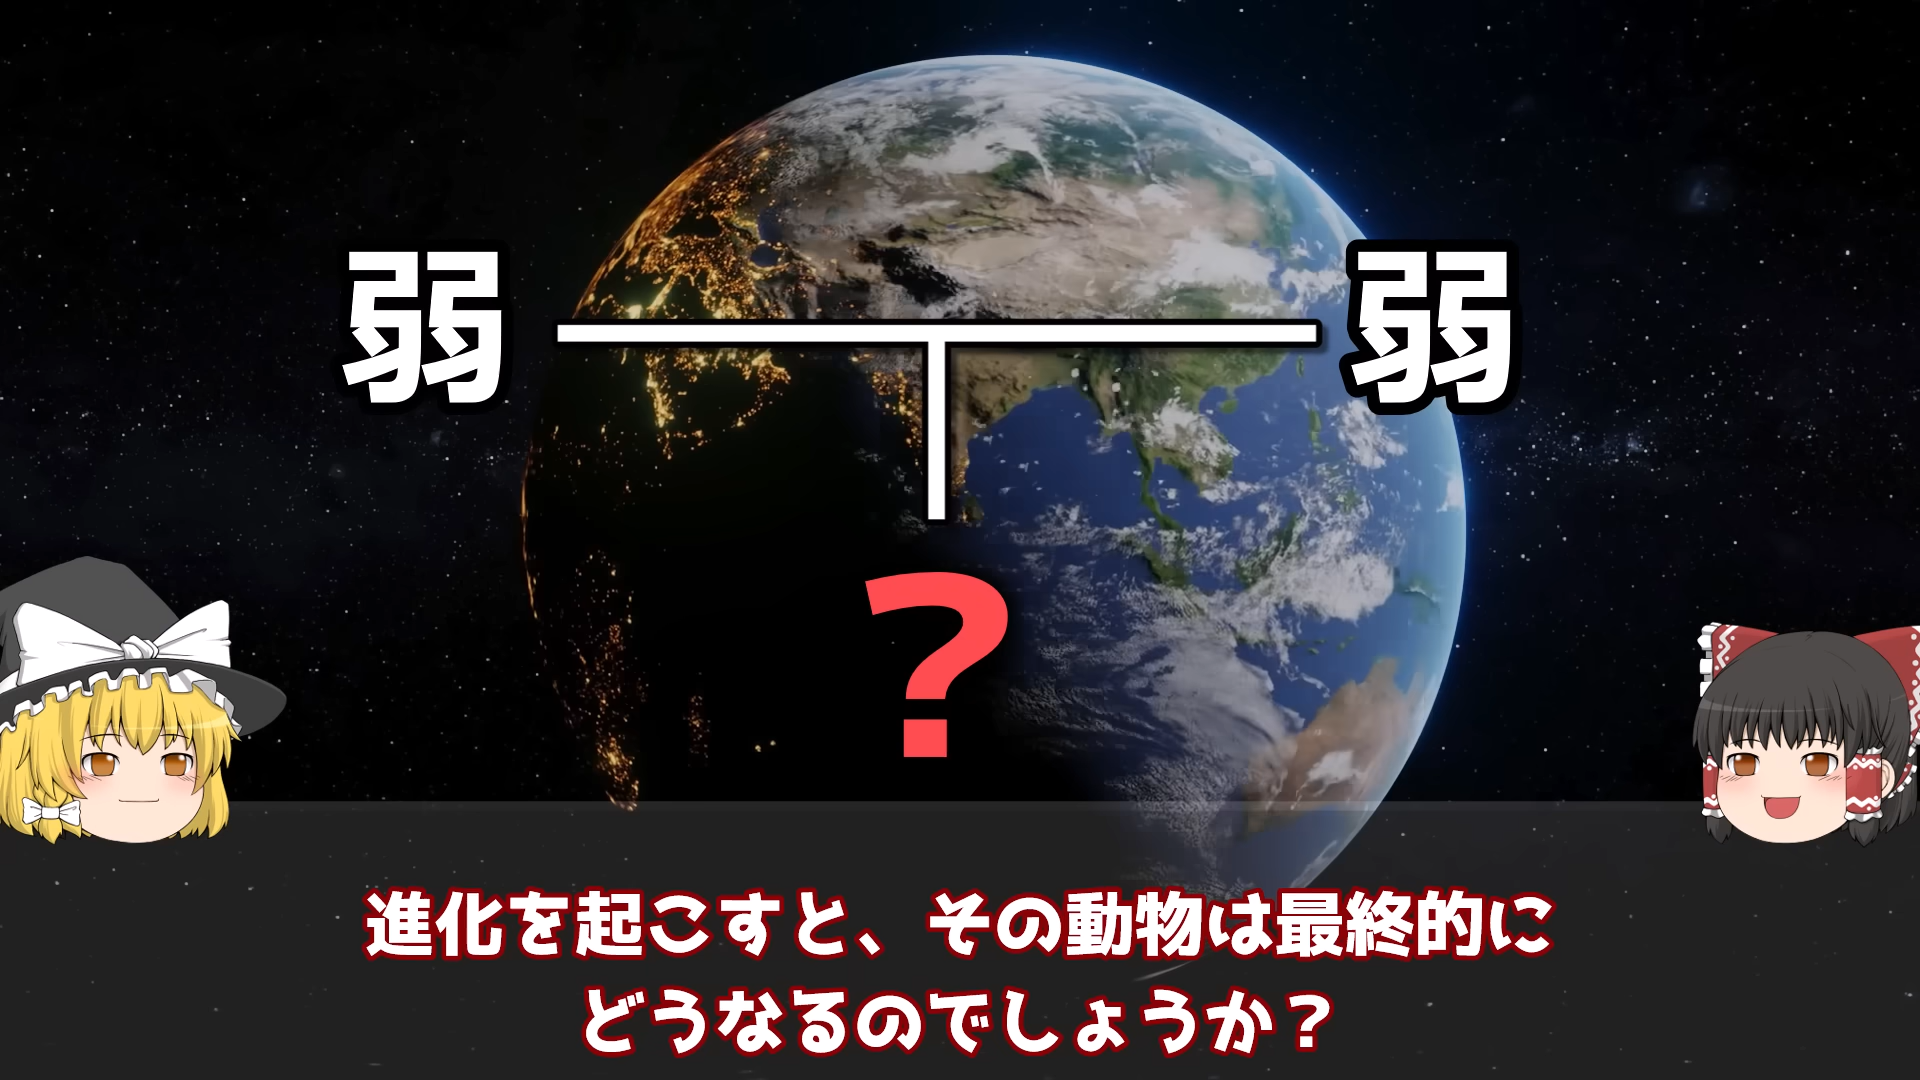 弱 弱
?
進化を起こすと、その動物は最終的に
どうなるのでしょうか？